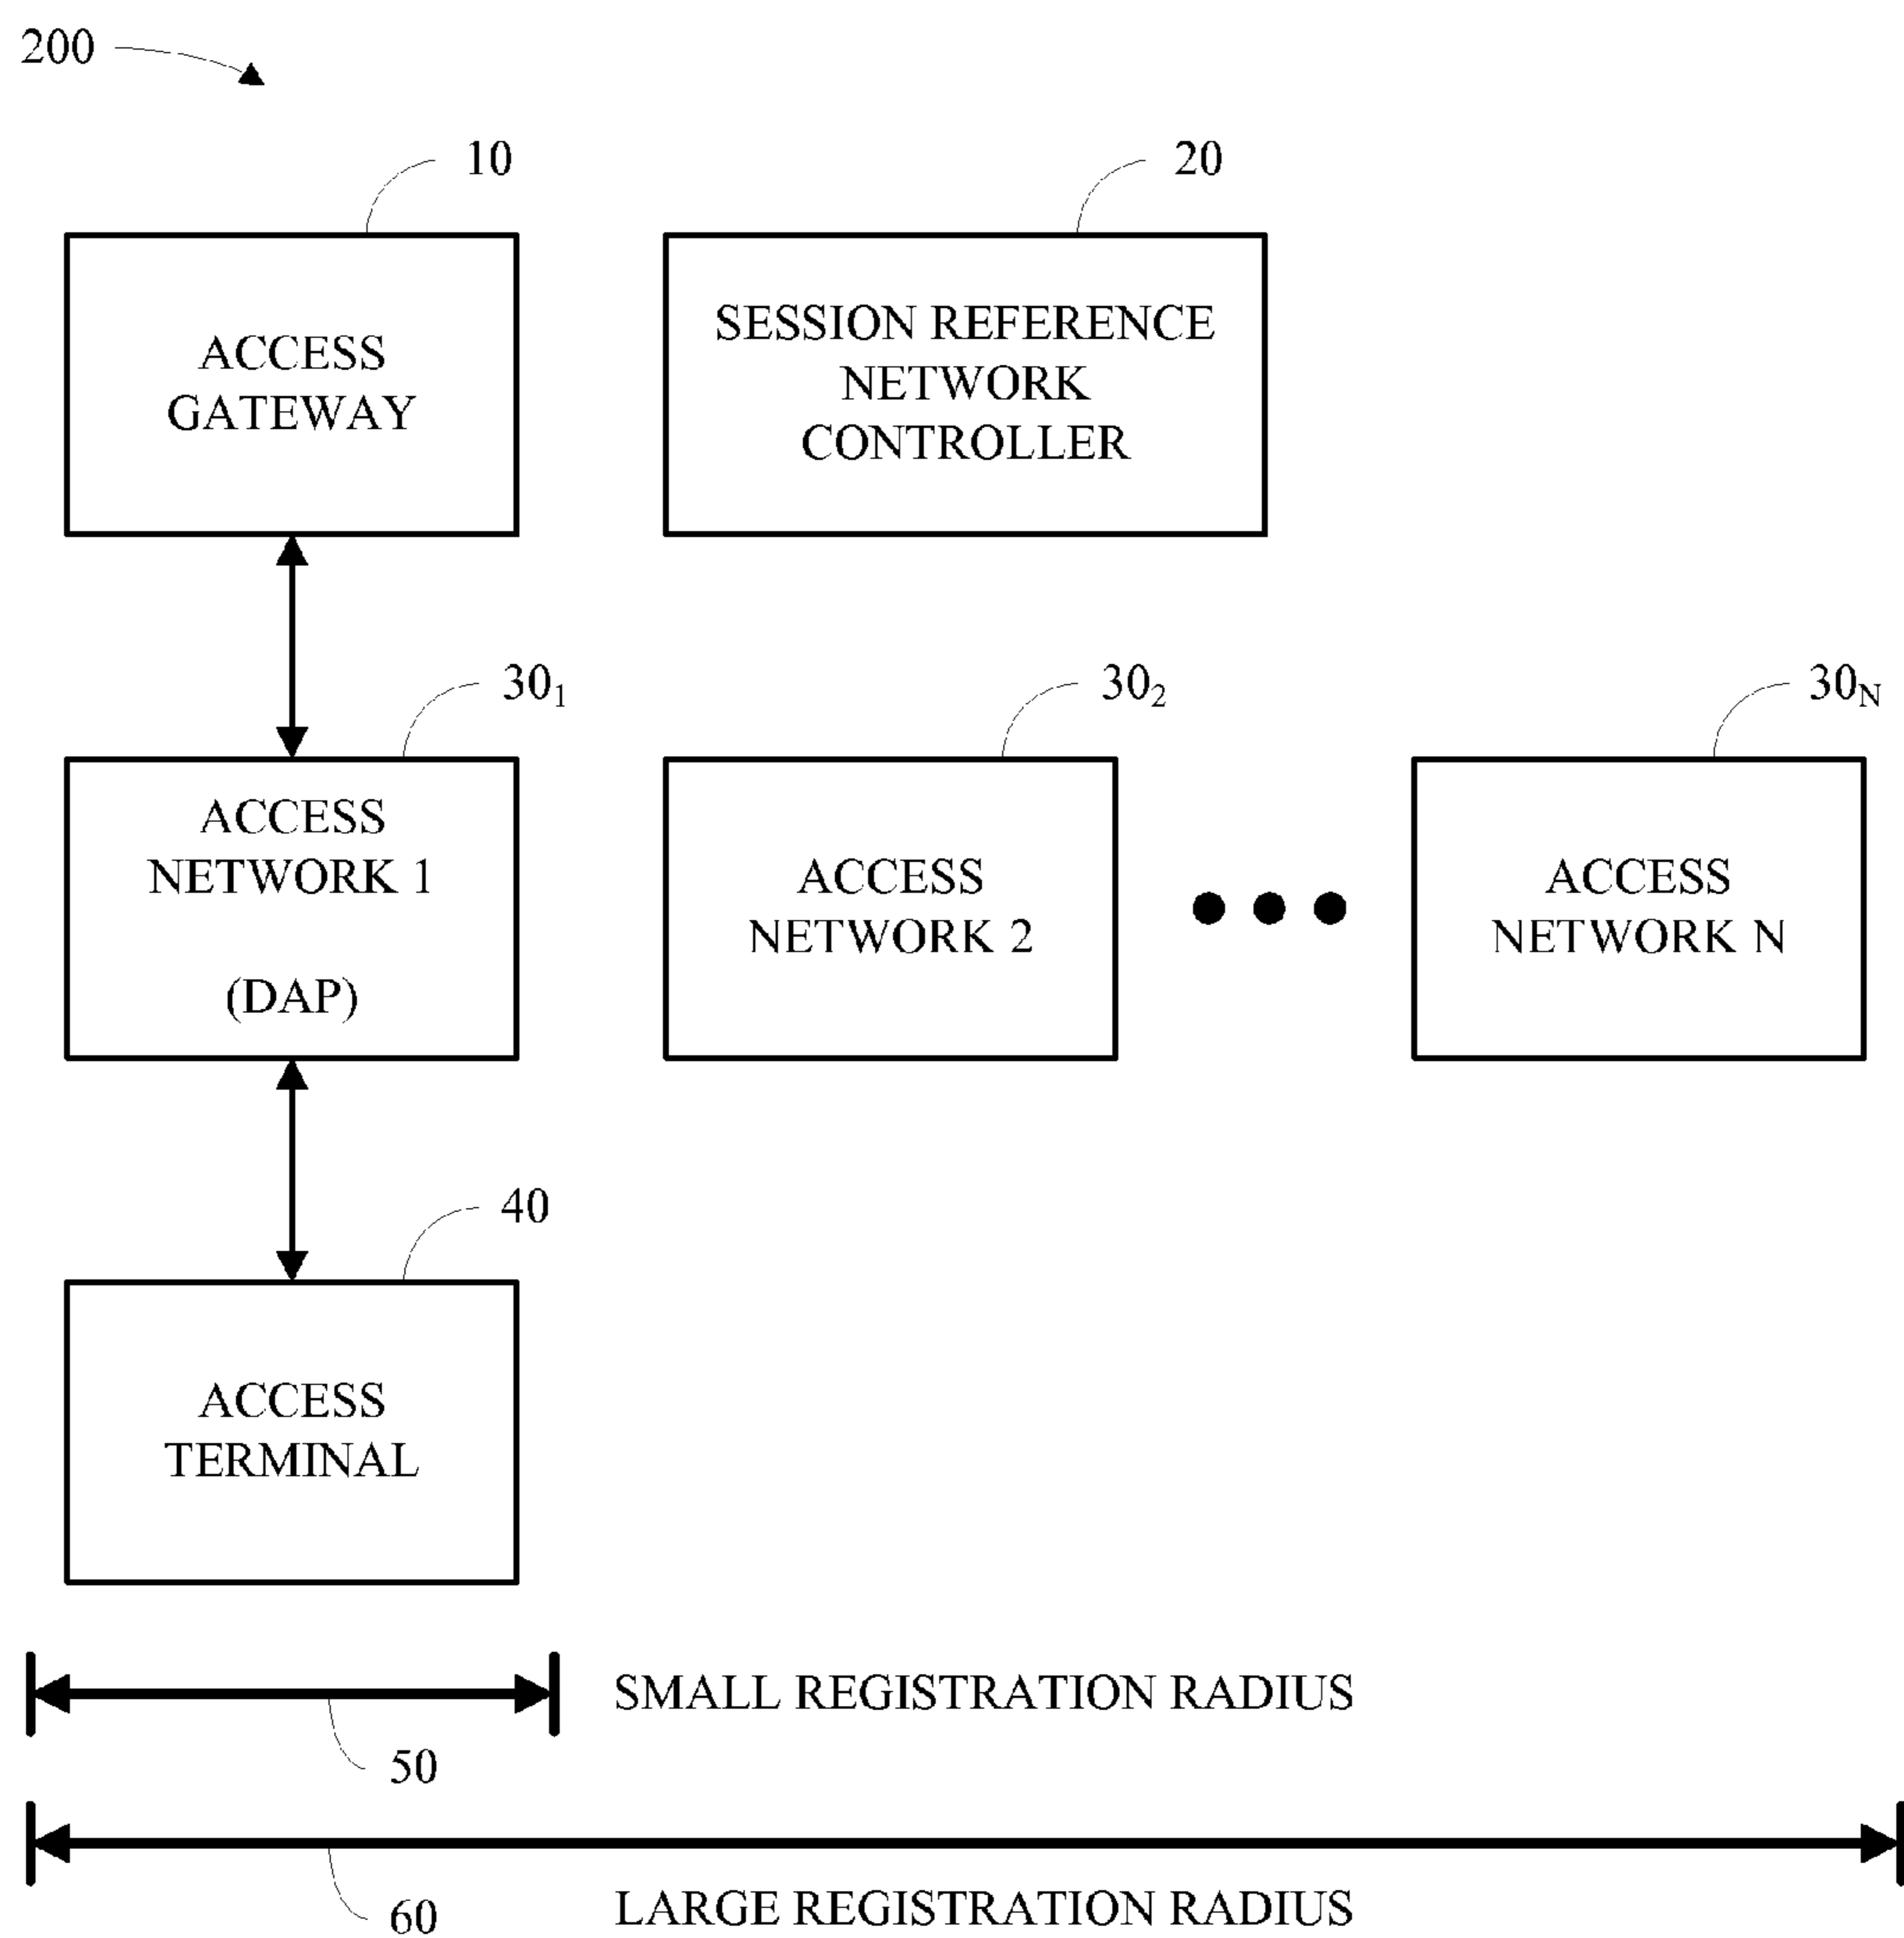 200
10
20
ACCESS
GATEWAY
SESSION REFERENCE
NETWORK
CONTROLLER
30₁
30₂
30N
ACCESS
NETWORK 1
(DAP)
ACCESS
NETWORK 2
ACCESS
NETWORK N
40
ACCESS
TERMINAL
SMALL REGISTRATION RADIUS
50
60
LARGE REGISTRATION RADIUS